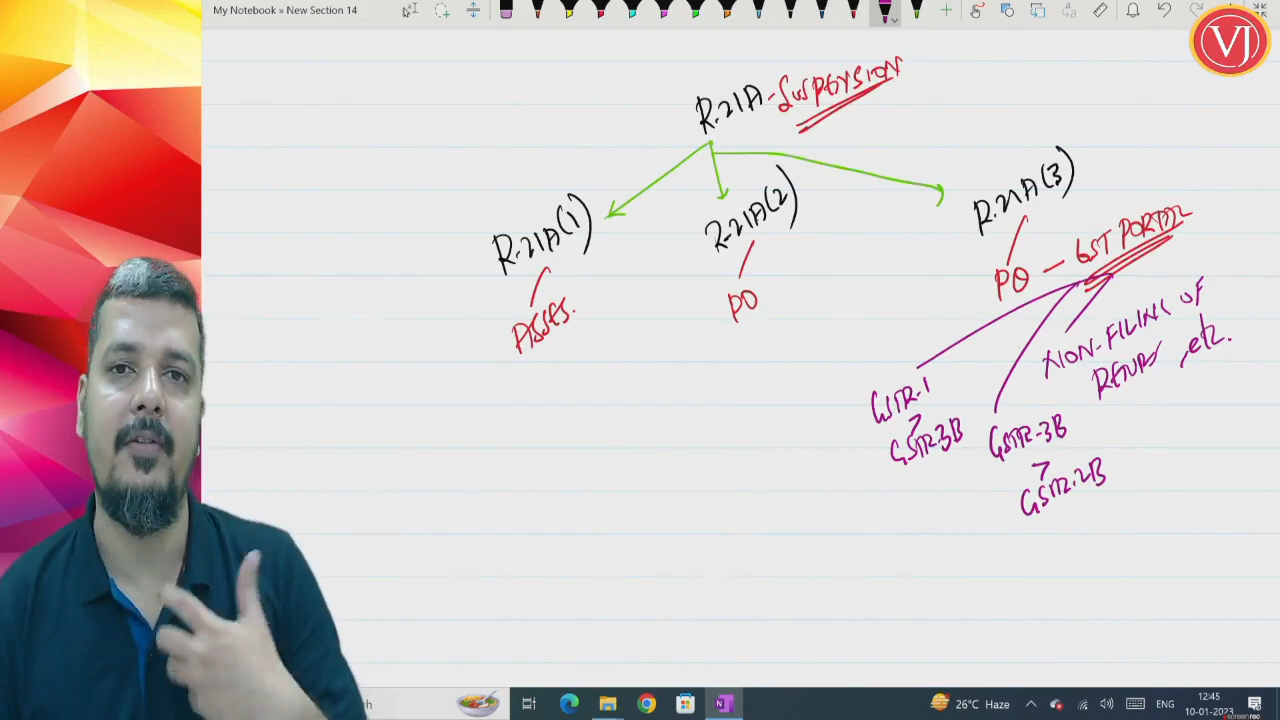 My Notebook » New Section 14
VJ
R.21A-SUSPENSION
R.21A(1)
R.21A(2)
R.21A(3)
ASSES.
PO
PO - GST PORTAL
NON-FILING OF
RETURN, etc.
GSTR-1
>
GSTR-3B
GSTR-3B
>
GSTR-2B
26°C Haze
ENG
12:45
10-01-2023
screenrec